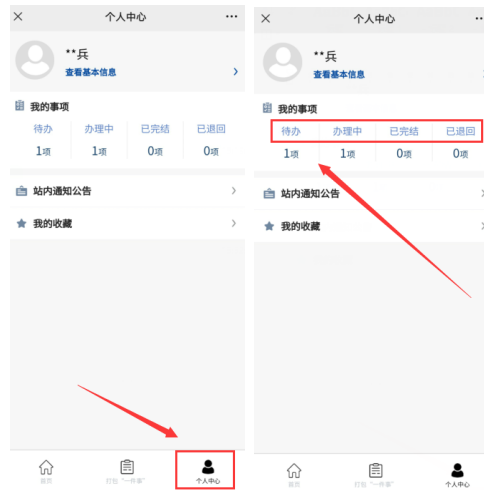 个人中心
**兵
查看基本信息
我的事项
待办 办理中 已完结 已退回
1项 1项 0项 0项
站内通知公告
我的收藏
首页 打包“一件事” 个人中心
个人中心
**兵
查看基本信息
我的事项
待办 办理中 已完结 已退回
1项 1项 0项 0项
站内通知公告
我的收藏
首页 打包“一件事” 个人中心